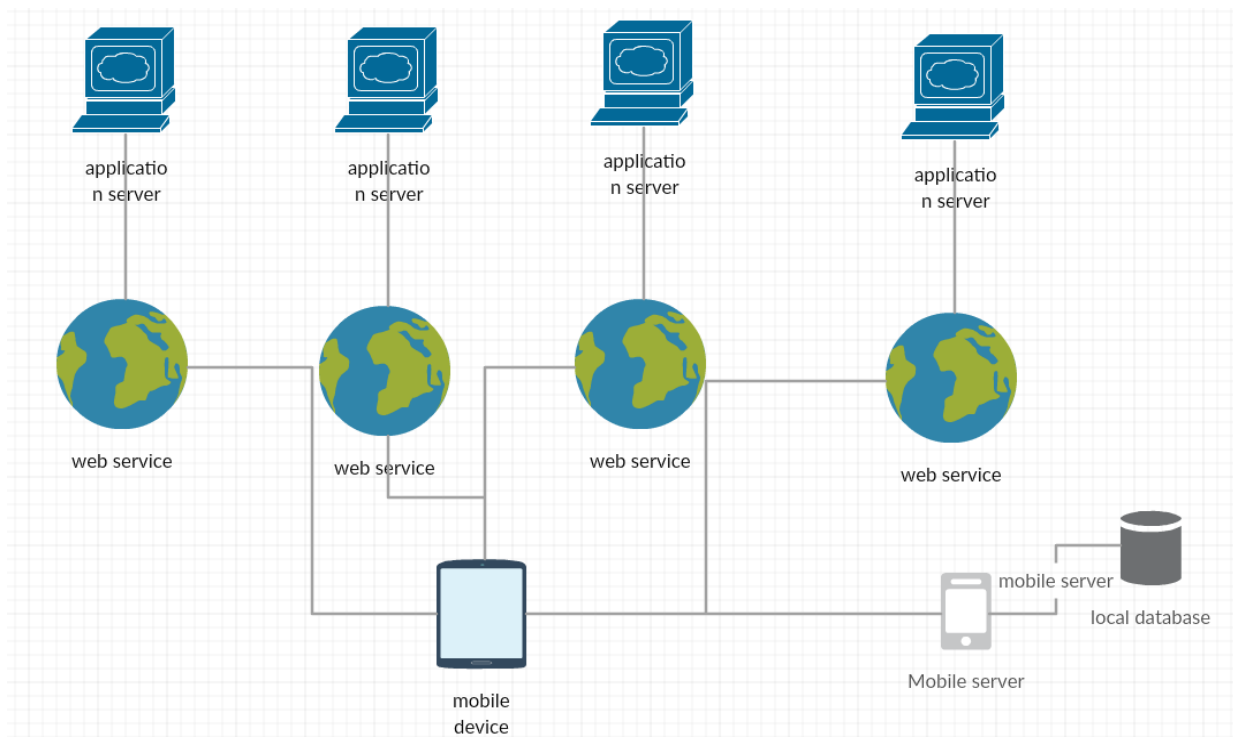 applicatio
n server
applicatio
n server
applicatio
n server
applicatio
n server
web service
web service
web service
web service
mobile server
local database
Mobile server
mobile
device